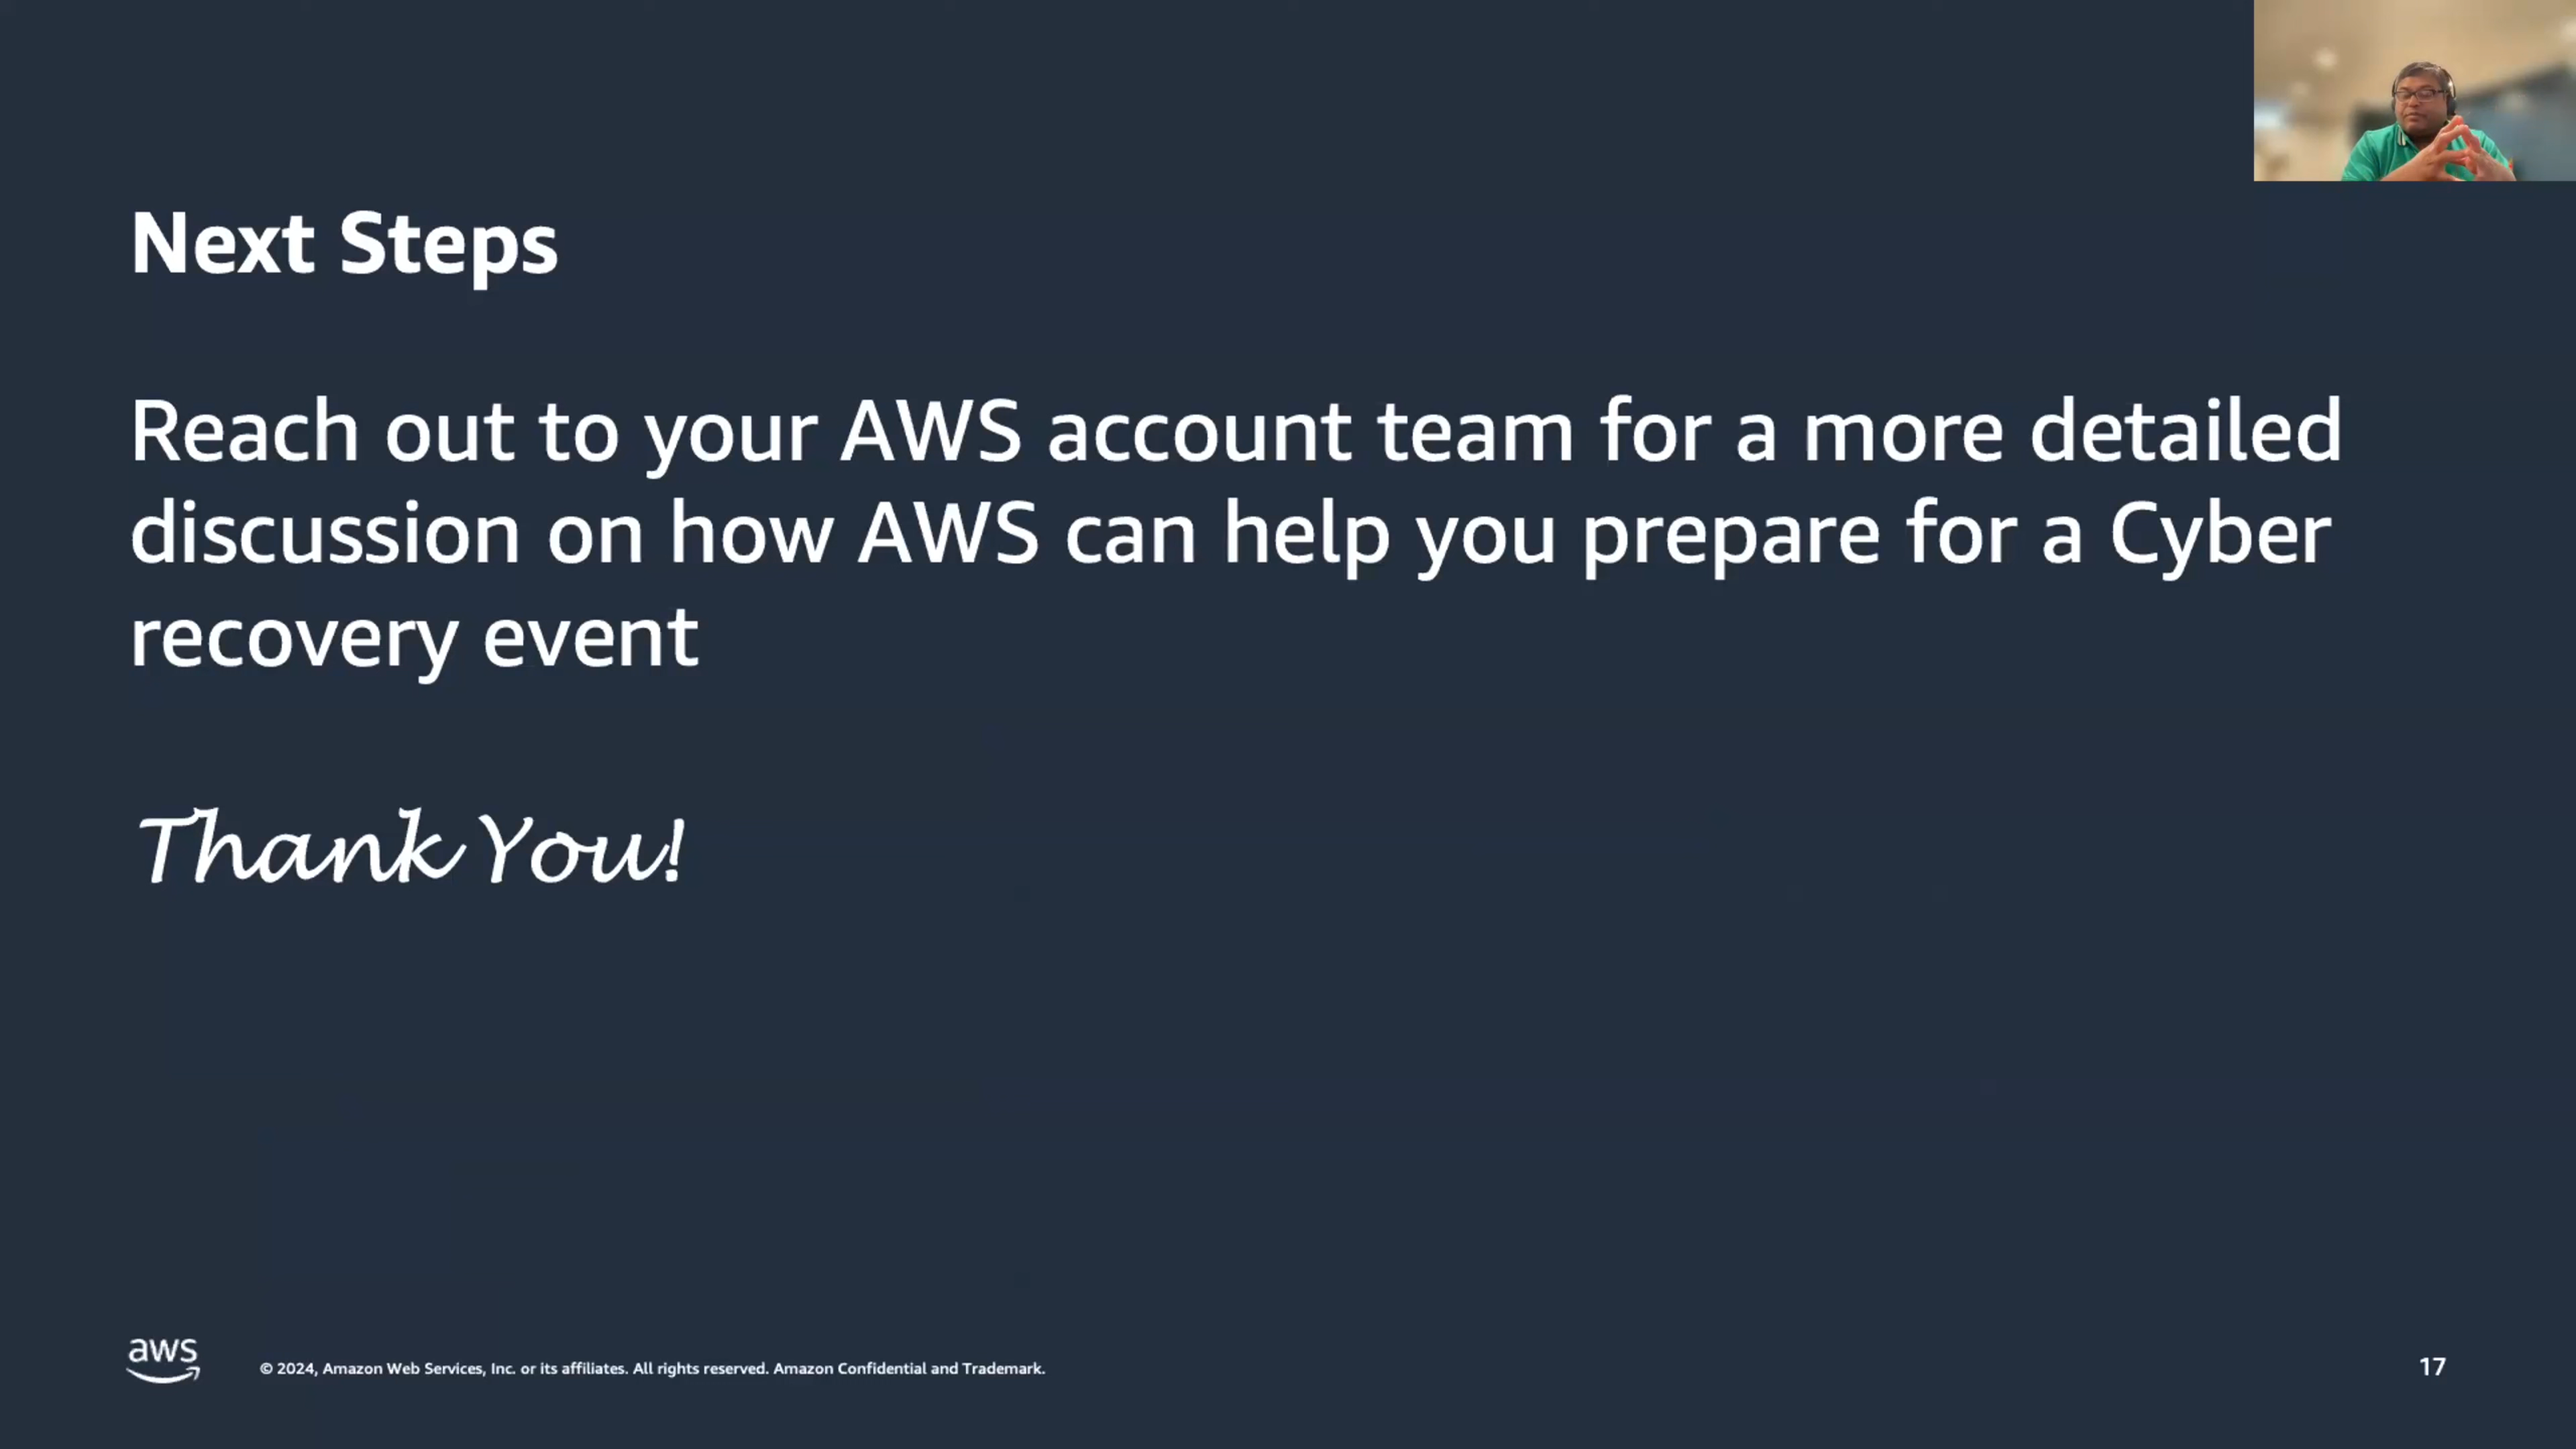 Next Steps
Reach out to your AWS account team for a more detailed
discussion on how AWS can help you prepare for a Cyber
recovery event
Thank You!
aws
© 2024, Amazon Web Services, Inc. or its affiliates. All rights reserved. Amazon Confidential and Trademark.
17